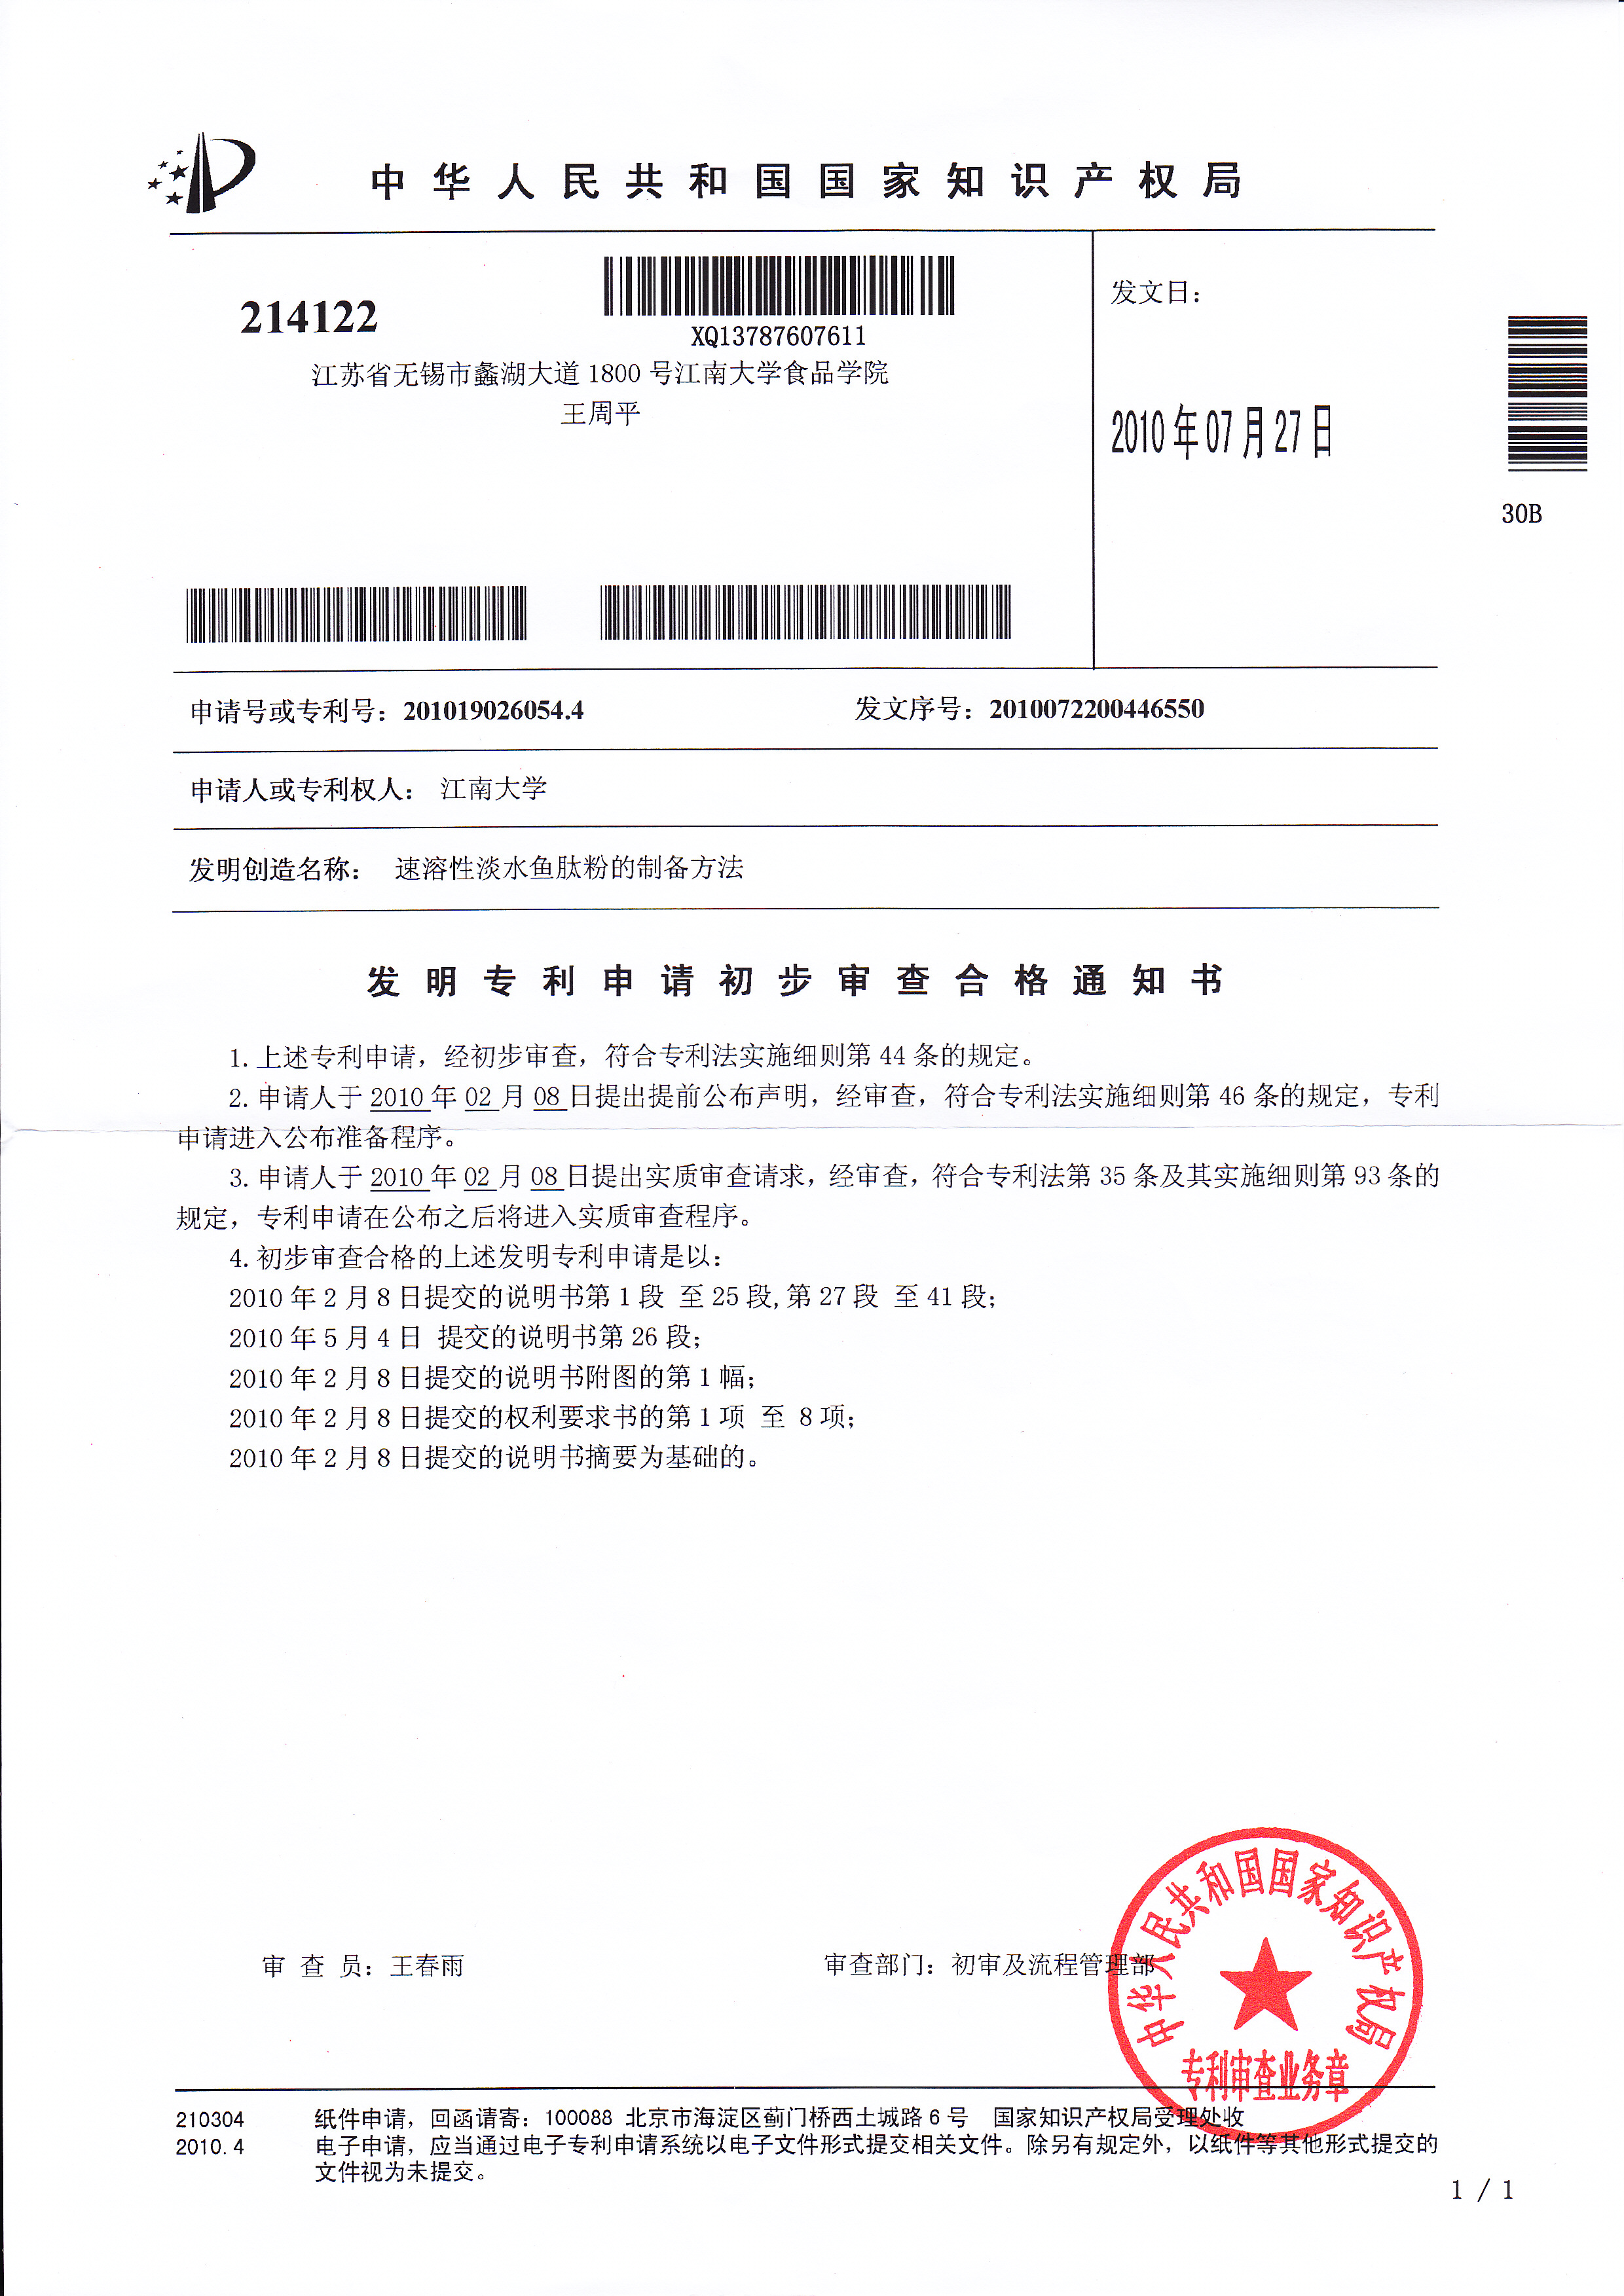 中华人民共和国国家知识产权局
214122
XQ13787607611
江苏省无锡市蠡湖大道 1800 号江南大学食品学院
王周平
发文日：
2010 年 07 月 27 日
30B
申请号或专利号：201019026054.4 发文序号：2010072200446550
申请人或专利权人： 江南大学
发明创造名称： 速溶性淡水鱼肽粉的制备方法
发明专利申请初步审查合格通知书
1. 上述专利申请，经初步审查，符合专利法实施细则第 44 条的规定。
2. 申请人于 2010 年 02 月 08 日提出提前公布声明，经审查，符合专利法实施细则第 46 条的规定，专利
申请进入公布准备程序。
3. 申请人于 2010 年 02 月 08 日提出实质审查请求，经审查，符合专利法第 35 条及其实施细则第 93 条的
规定，专利申请在公布之后将进入实质审查程序。
4. 初步审查合格的上述发明专利申请是以：
2010 年 2 月 8 日提交的说明书第 1 段 至 25 段, 第 27 段 至 41 段；
2010 年 5 月 4 日 提交的说明书第 26 段；
2010 年 2 月 8 日提交的说明书附图的第 1 幅；
2010 年 2 月 8 日提交的权利要求书的第 1 项 至 8 项；
2010 年 2 月 8 日提交的说明书摘要为基础的。
审 查 员：王春雨 审查部门：初审及流程管理部
中华人民共和国国家知识产权局
专利审查业务章
210304 纸件申请，回函请寄：100088 北京市海淀区蓟门桥西土城路 6 号 国家知识产权局受理处收
2010.4 电子申请，应当通过电子专利申请系统以电子文件形式提交相关文件。除另有规定外，以纸件等其他形式提交的
文件视为未提交。
1 / 1